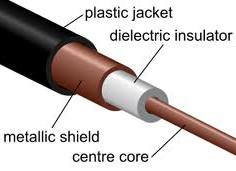 plastic jacket
dielectric insulator
metallic shield
centre core